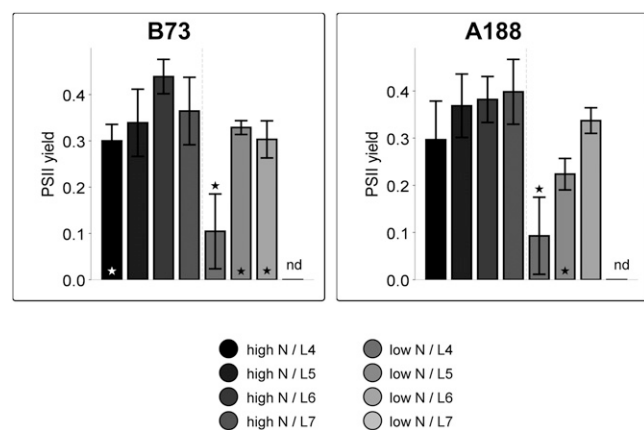 B73
PSII yield
0.4
0.3
0.2
0.1
0.0
nd
A188
PSII yield
0.4
0.3
0.2
0.1
0.0
nd
high N / L4
high N / L5
high N / L6
high N / L7
low N / L4
low N / L5
low N / L6
low N / L7